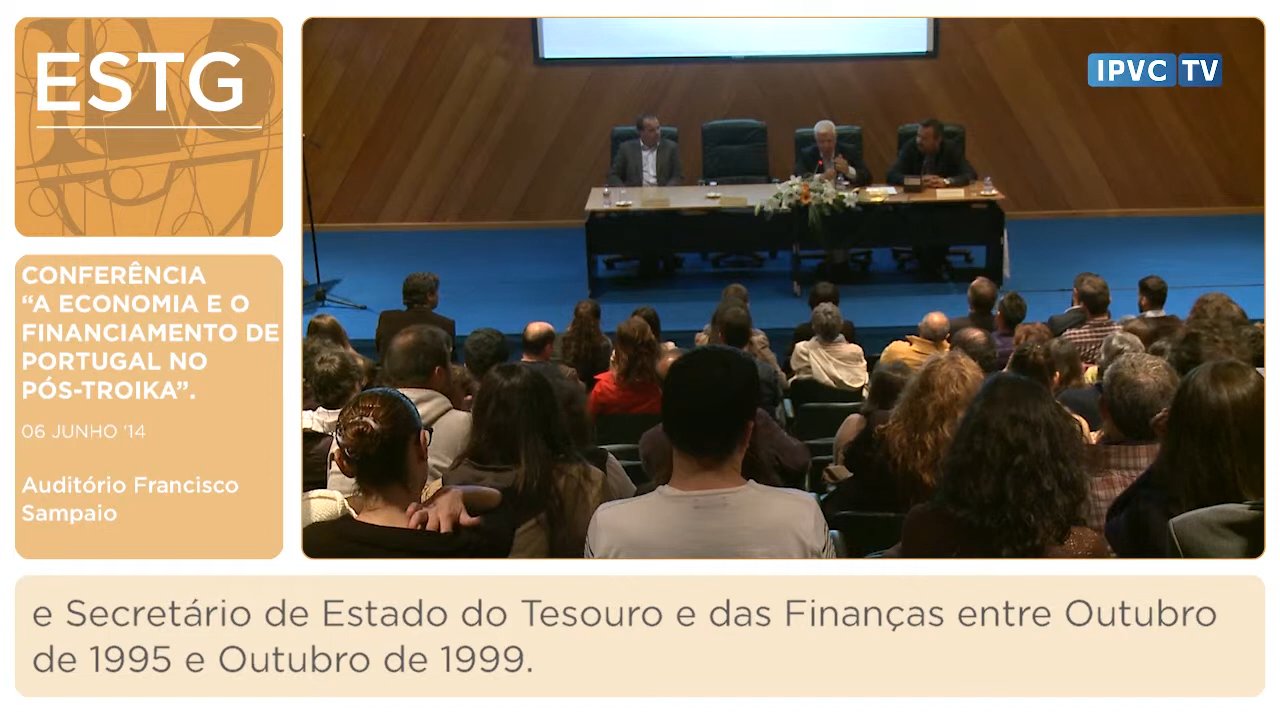 ESTG
CONFERÊNCIA
“A ECONOMIA E O
FINANCIAMENTO DE
PORTUGAL NO
PÓS-TROIKA”.
06 JUNHO ‘14
Auditório Francisco
Sampaio
IPVC TV
e Secretário de Estado do Tesouro e das Finanças entre Outubro
de 1995 e Outubro de 1999.